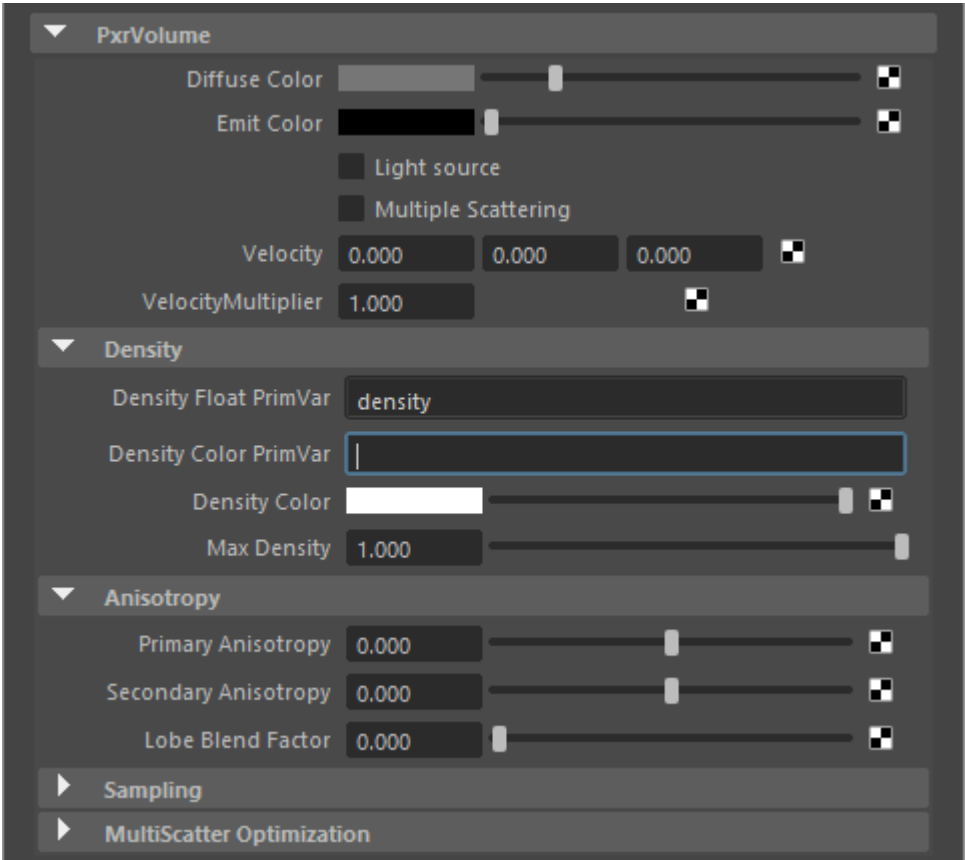 PxrVolume
Diffuse Color
Emit Color
Light source
Multiple Scattering
Velocity 0.000 0.000 0.000
VelocityMultiplier 1.000
Density
Density Float PrimVar density
Density Color PrimVar
Density Color
Max Density 1.000
Anisotropy
Primary Anisotropy 0.000
Secondary Anisotropy 0.000
Lobe Blend Factor 0.000
Sampling
MultiScatter Optimization